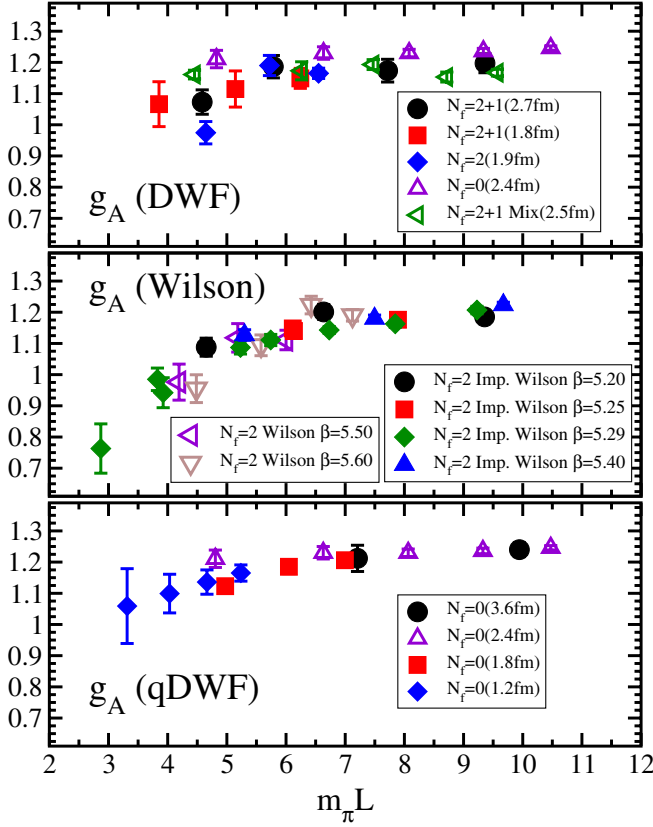 1.3
1.2
1.1
1
0.9
0.8
0.7
g_A (DWF)
N_f=2+1(2.7fm)
N_f=2+1(1.8fm)
N_f=2(1.9fm)
N_f=0(2.4fm)
N_f=2+1 Mix(2.5fm)
1.3
1.2
1.1
1
0.9
0.8
0.7
g_A (Wilson)
N_f=2 Wilson β=5.50
N_f=2 Wilson β=5.60
N_f=2 Imp. Wilson β=5.20
N_f=2 Imp. Wilson β=5.25
N_f=2 Imp. Wilson β=5.29
N_f=2 Imp. Wilson β=5.40
1.3
1.2
1.1
1
0.9
0.8
0.7
g_A (qDWF)
N_f=0(3.6fm)
N_f=0(2.4fm)
N_f=0(1.8fm)
N_f=0(1.2fm)
2 3 4 5 6 7 8 9 10 11 12
m_πL